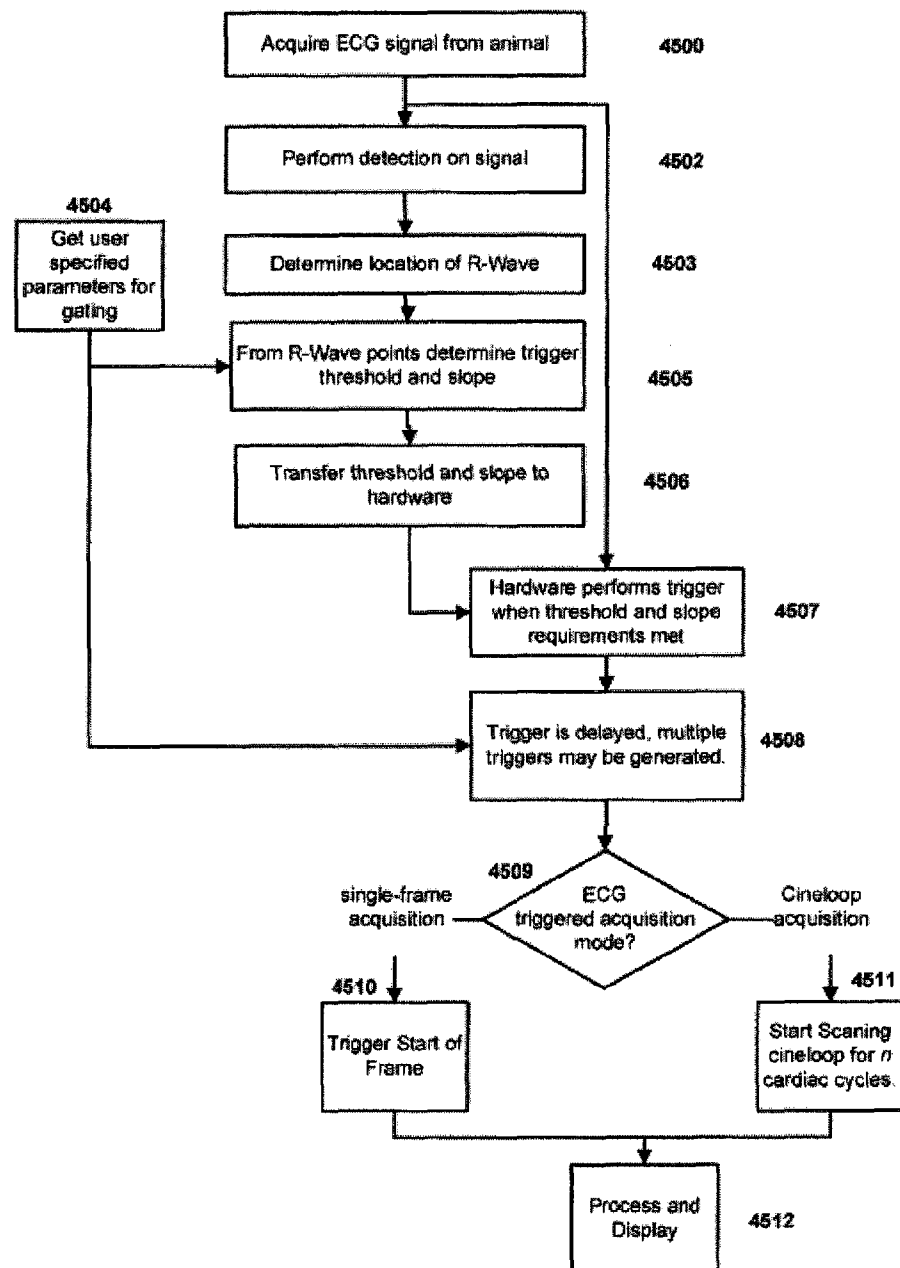 Acquire ECG signal from animal
4500
Perform detection on signal
4502
4504
Get user
specified
parameters for
gating
Determine location of R-Wave
4503
From R-Wave points determine trigger
threshold and slope
4505
Transfer threshold and slope to
hardware
4506
Hardware performs trigger
when threshold and slope
requirements met
4507
Trigger is delayed, multiple
triggers may be generated.
4508
4509
ECG
triggered acquisition
mode?
single-frame
acquisition
Cineloop
acquisition
4510
Trigger Start of
Frame
4511
Start Scaning
cineloop for n
cardiac cycles.
Process and
Display
4512